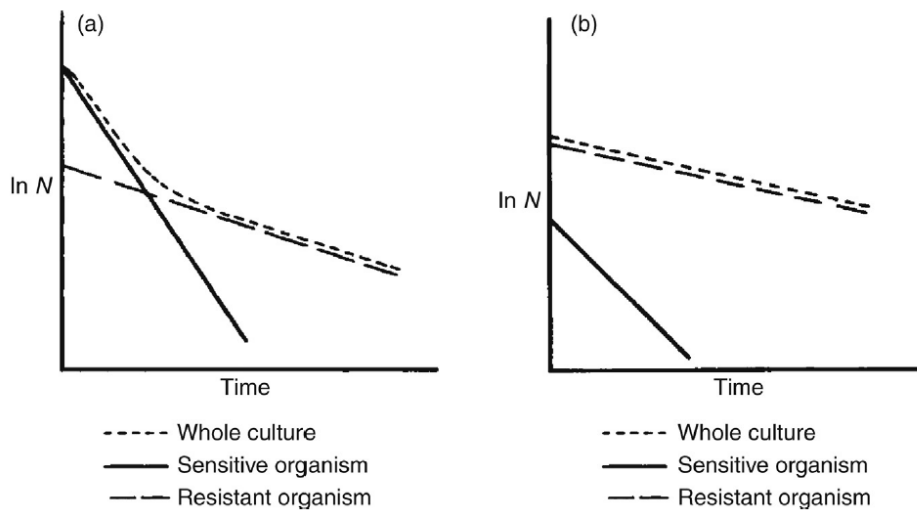 (a)
ln N
Time
Whole culture
Sensitive organism
Resistant organism
(b)
ln N
Time
Whole culture
Sensitive organism
Resistant organism